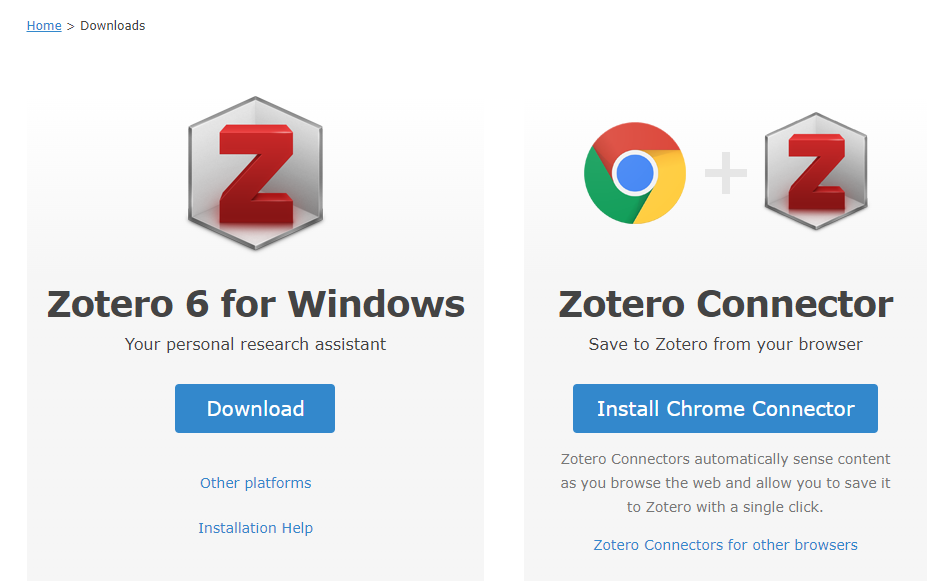 Home > Downloads
Zotero 6 for Windows
Your personal research assistant
Download
Other platforms
Installation Help
Zotero Connector
Save to Zotero from your browser
Install Chrome Connector
Zotero Connectors automatically sense content
as you browse the web and allow you to save it
to Zotero with a single click.
Zotero Connectors for other browsers